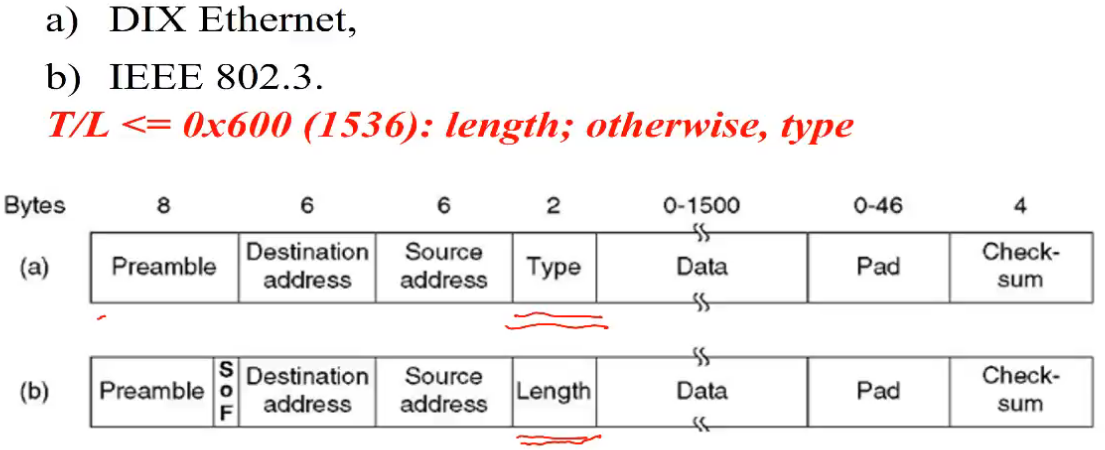 a) DIX Ethernet,
b) IEEE 802.3.
T/L <= 0x600 (1536): length; otherwise, type
Bytes 8 6 6 2 0-1500 0-46 4
(a) Preamble Destination address Source address Type Data Pad Check-sum
(b) Preamble SoF Destination address Source address Length Data Pad Check-sum